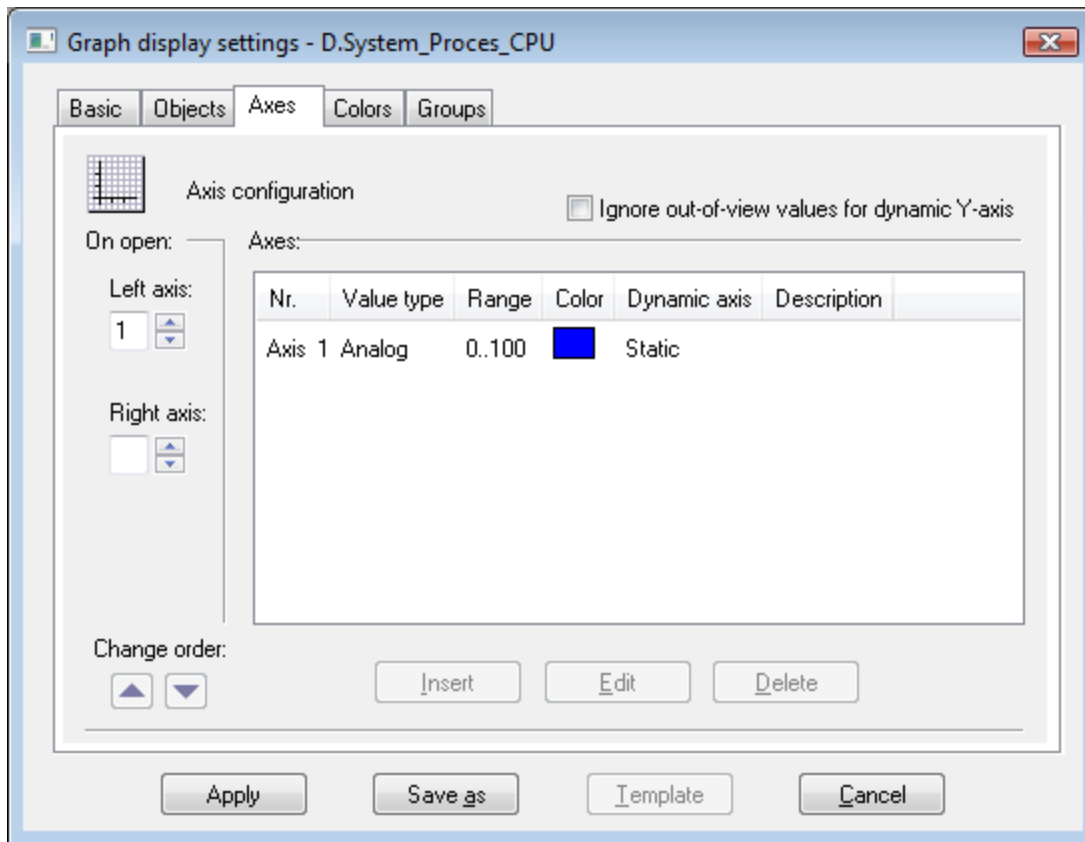 Graph display settings - D.System_Proces_CPU
Basic Objects Axes Colors Groups
Axis configuration
Ignore out-of-view values for dynamic Y-axis
On open:
Left axis:
1
Right axis:
Axes:
Nr. Value type Range Color Dynamic axis Description
Axis 1 Analog 0..100 Static
Change order:
Insert Edit Delete
Apply Save as Template Cancel